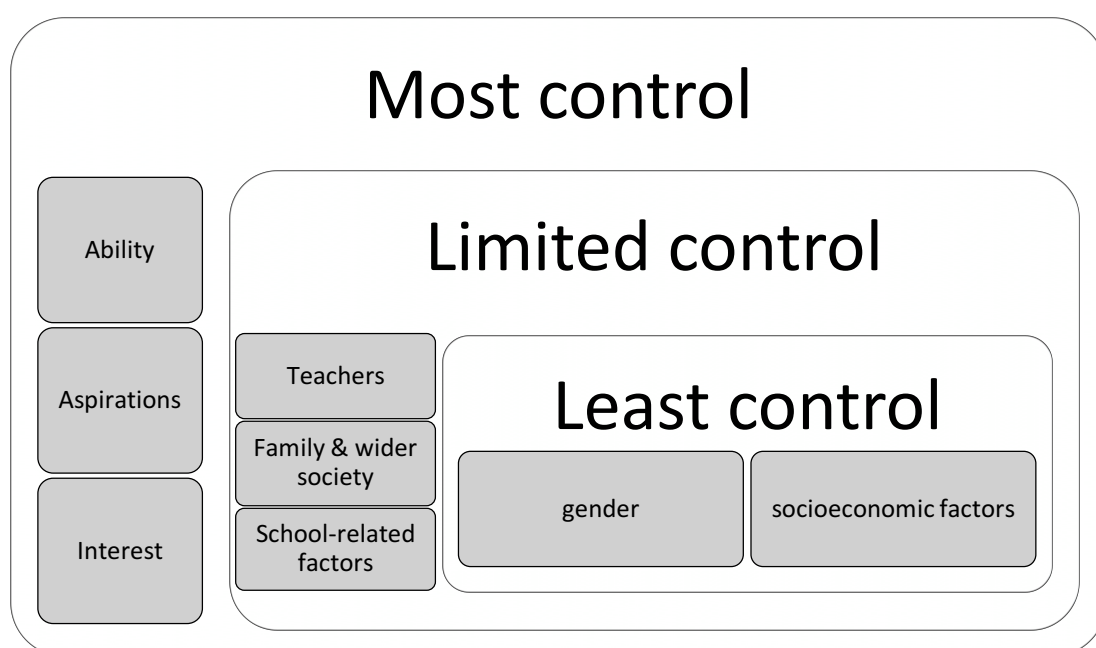 Most control
Ability
Aspirations
Interest
Limited control
Teachers
Family & wider
society
School-related
factors
Least control
gender
socioeconomic factors